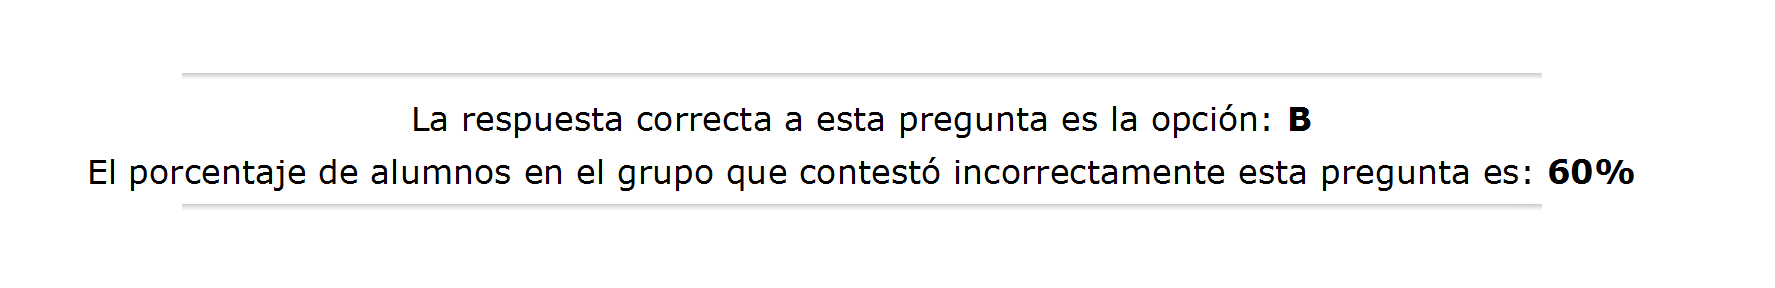 La respuesta correcta a esta pregunta es la opción: B
El porcentaje de alumnos en el grupo que contestó incorrectamente esta pregunta es: 60%